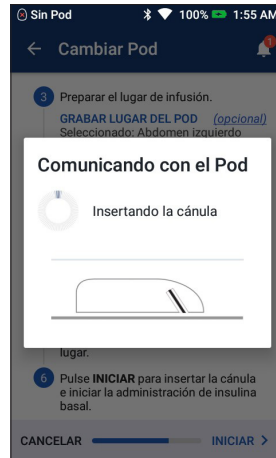 Sin Pod 100% 1:55 AM
Cambiar Pod
3 Preparar el lugar de infusión.
GRABAR LUGAR DEL POD (opcional)
Seleccionado: Abdomen izquierdo
Comunicando con el Pod
Insertando la cánula
lugar.
6 Pulse INICIAR para insertar la cánula
e iniciar la administración de insulina
basal.
CANCELAR INICIAR